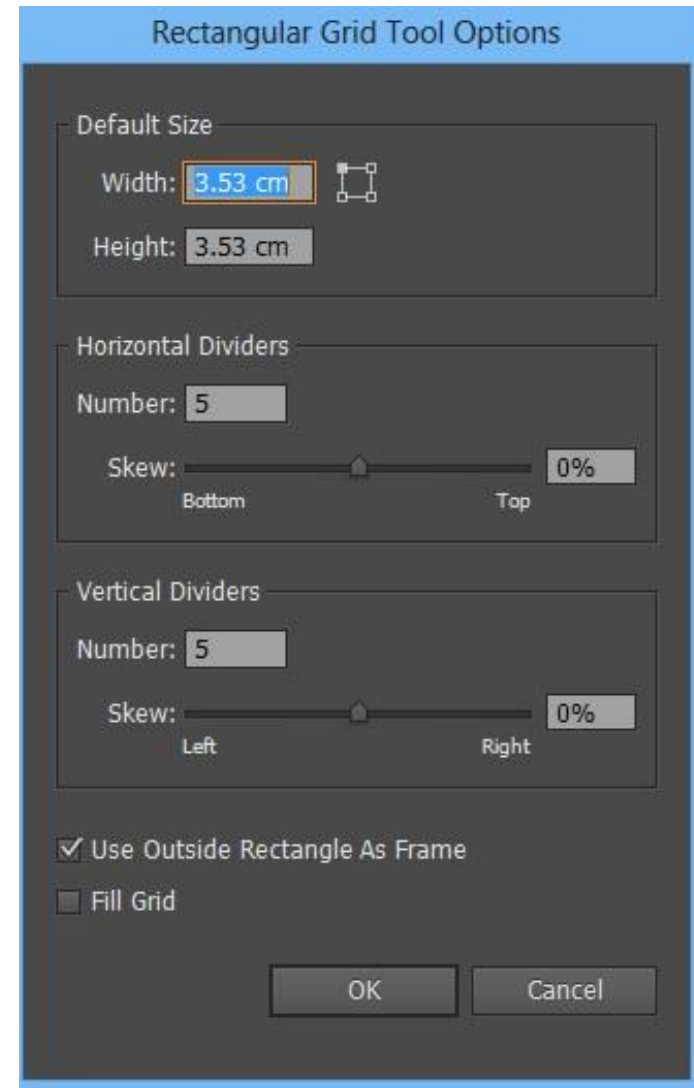 Rectangular Grid Tool Options
Default Size
Width: 3.53 cm
Height: 3.53 cm
Horizontal Dividers
Number: 5
Skew: 0%
Bottom Top
Vertical Dividers
Number: 5
Skew: 0%
Left Right
Use Outside Rectangle As Frame
Fill Grid
OK Cancel